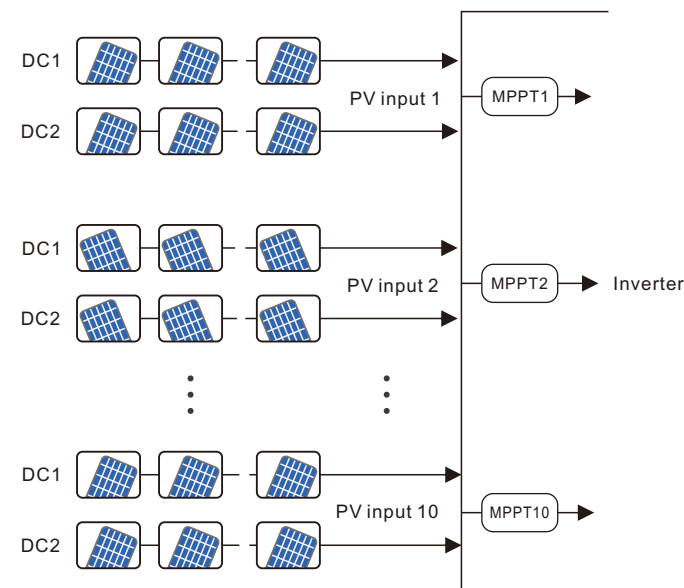 DC1
PV input 1
MPPT1
DC2
DC1
PV input 2
MPPT2
Inverter
DC2
DC1
PV input 10
MPPT10
DC2